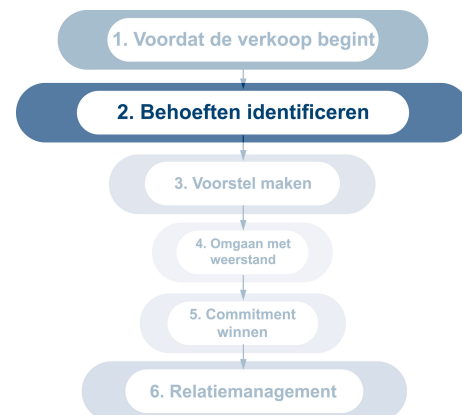 1. Voordat de verkoop begint
2. Behoeften identificeren
3. Voorstel maken
4. Omgaan met
weerstand
5. Commitment
winnen
6. Relatiemanagement